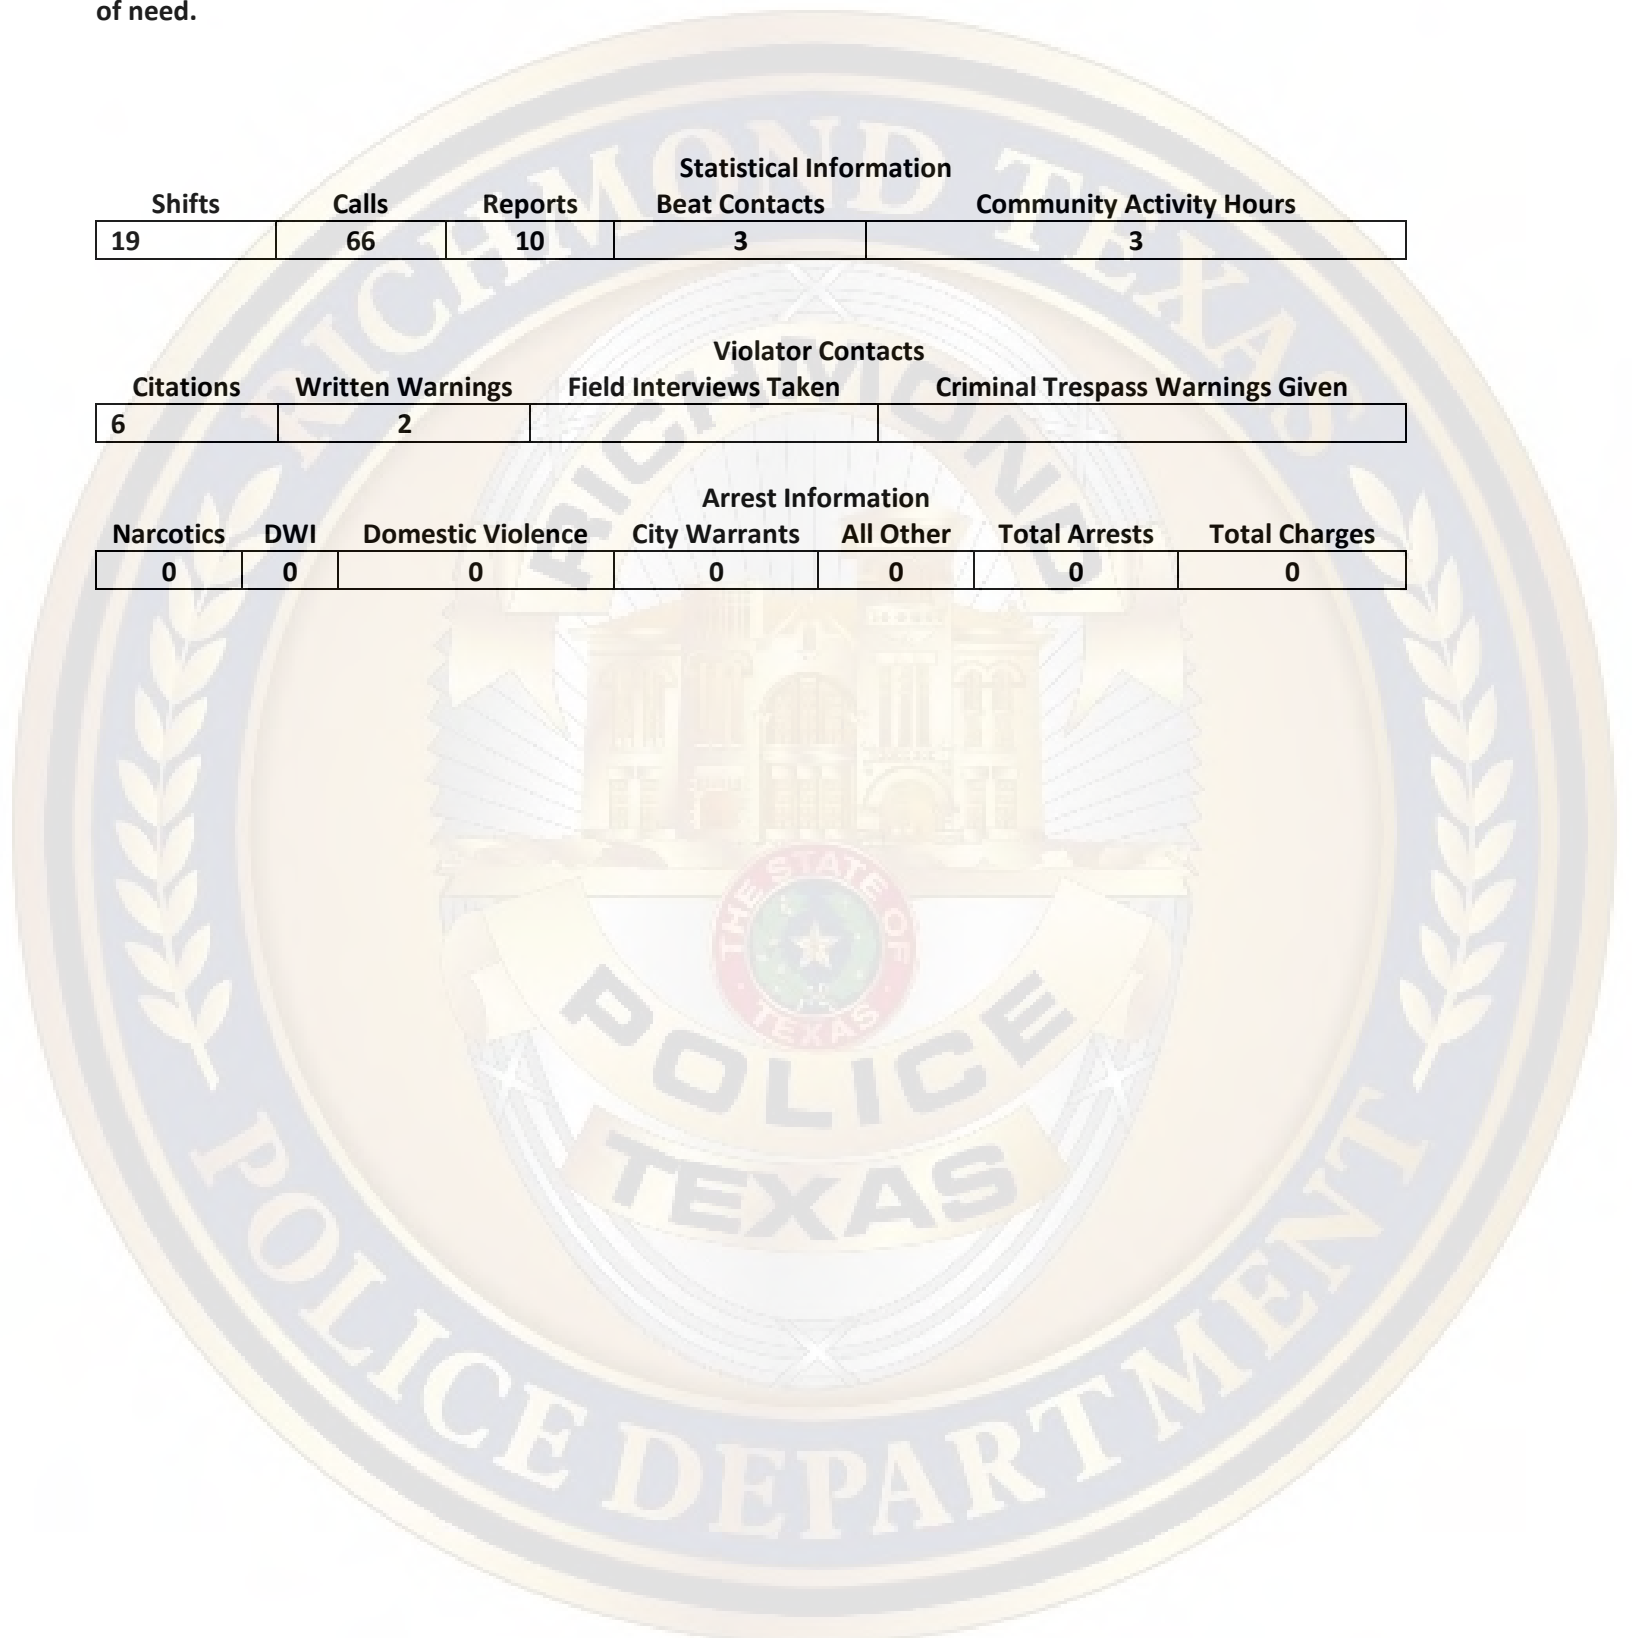 of need.
Statistical Information
Shifts Calls Reports Beat Contacts Community Activity Hours
19 66 10 3 3
Violator Contacts
Citations Written Warnings Field Interviews Taken Criminal Trespass Warnings Given
6 2
Arrest Information
Narcotics DWI Domestic Violence City Warrants All Other Total Arrests Total Charges
0 0 0 0 0 0 0
RICHMOND TEXAS
RICHMOND
THE STATE OF
TEXAS
POLICE
TEXAS
POLICE DEPARTMENT